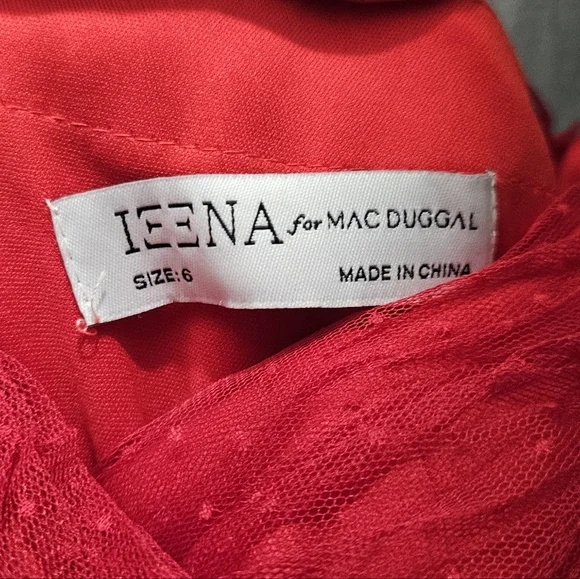 IEENA for MAC DUGGAL
SIZE: 6 MADE IN CHINA